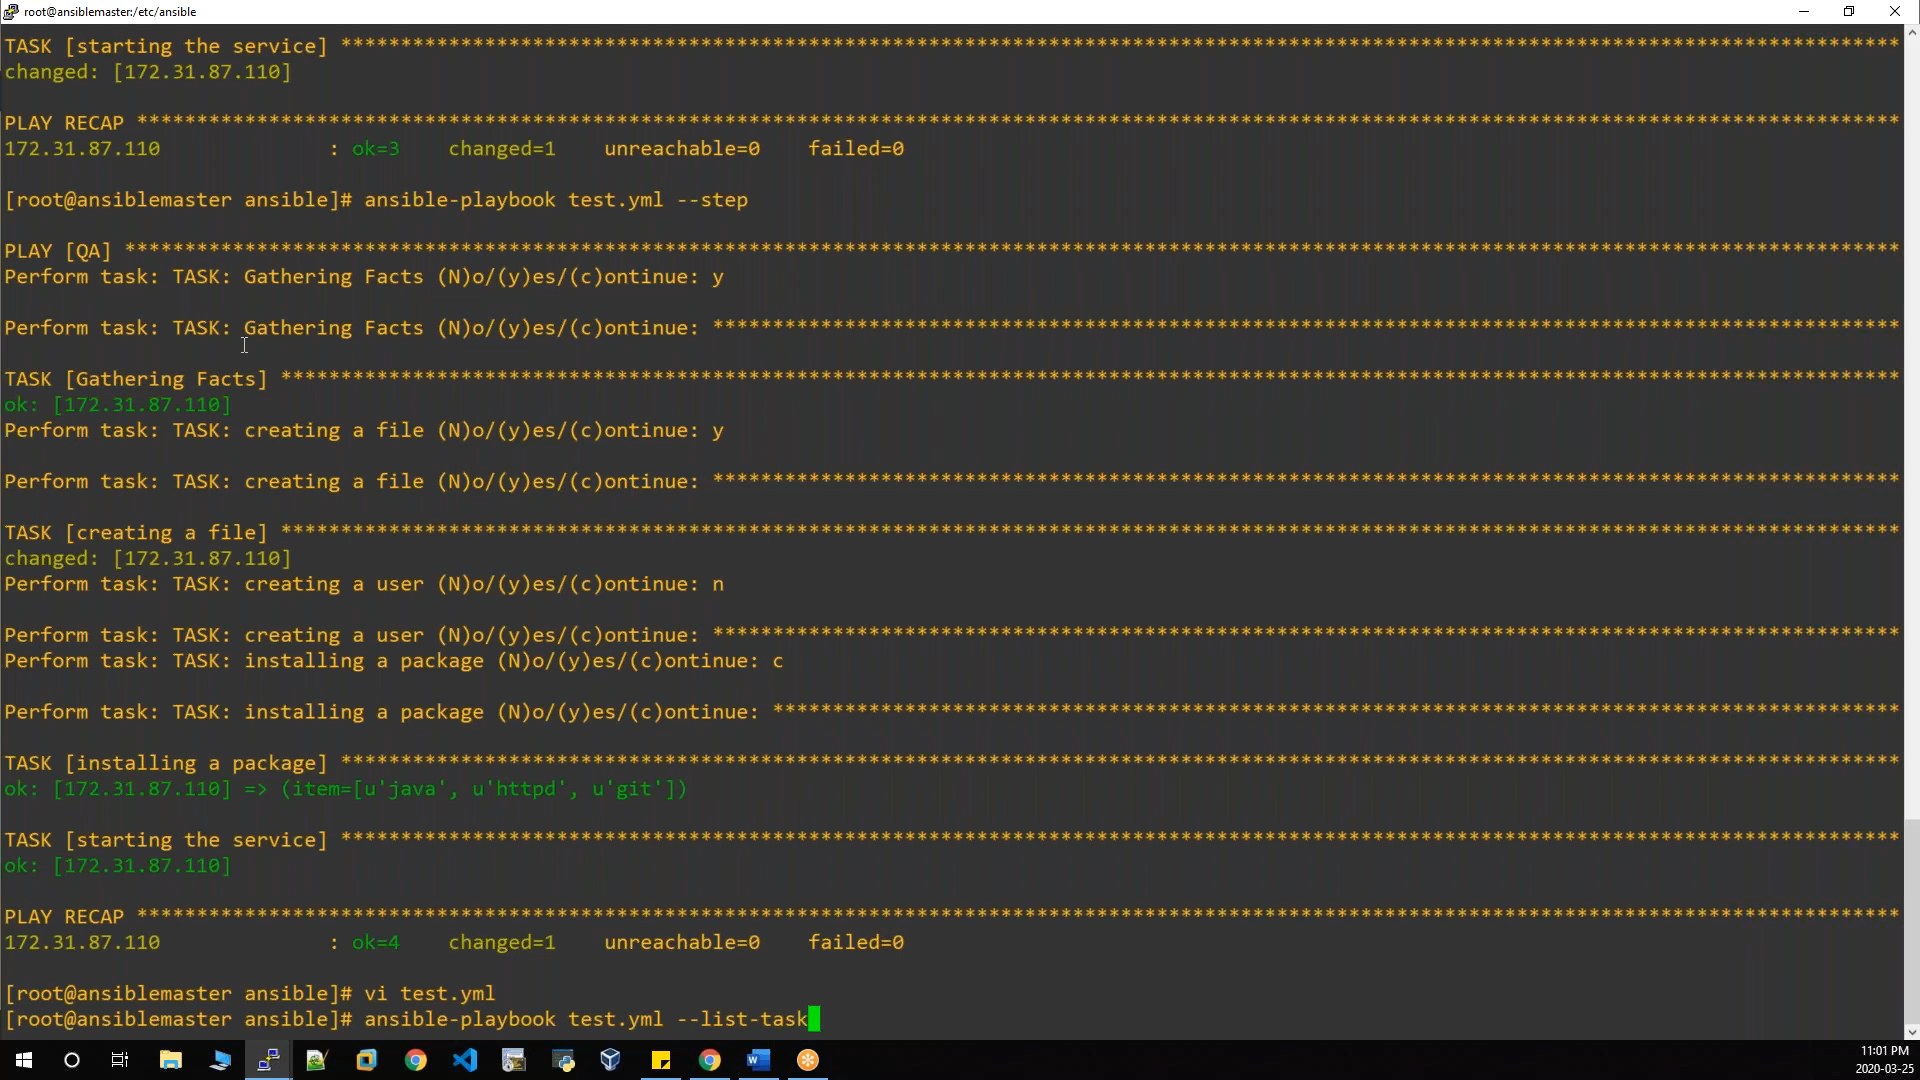 root@ansiblemaster:/etc/ansible
TASK [starting the service] **********************************************************************************************************************************
changed: [172.31.87.110]
PLAY RECAP ***************************************************************************************************************************************************
172.31.87.110 : ok=3 changed=1 unreachable=0 failed=0
[root@ansiblemaster ansible]# ansible-playbook test.yml --step
PLAY [QA] ****************************************************************************************************************************************************
Perform task: TASK: Gathering Facts (N)o/(y)es/(c)ontinue: y
Perform task: TASK: Gathering Facts (N)o/(y)es/(c)ontinue: ***************************************************************************************************
TASK [Gathering Facts] ***************************************************************************************************************************************
ok: [172.31.87.110]
Perform task: TASK: creating a file (N)o/(y)es/(c)ontinue: y
Perform task: TASK: creating a file (N)o/(y)es/(c)ontinue: ***************************************************************************************************
TASK [creating a file] ***************************************************************************************************************************************
changed: [172.31.87.110]
Perform task: TASK: creating a user (N)o/(y)es/(c)ontinue: n
Perform task: TASK: creating a user (N)o/(y)es/(c)ontinue: ***************************************************************************************************
Perform task: TASK: installing a package (N)o/(y)es/(c)ontinue: c
Perform task: TASK: installing a package (N)o/(y)es/(c)ontinue: **********************************************************************************************
TASK [installing a package] **********************************************************************************************************************************
ok: [172.31.87.110] => (item=[u'java', u'httpd', u'git'])
TASK [starting the service] **********************************************************************************************************************************
ok: [172.31.87.110]
PLAY RECAP ***************************************************************************************************************************************************
172.31.87.110 : ok=4 changed=1 unreachable=0 failed=0
[root@ansiblemaster ansible]# vi test.yml
[root@ansiblemaster ansible]# ansible-playbook test.yml --list-task
11:01 PM
2020-03-25